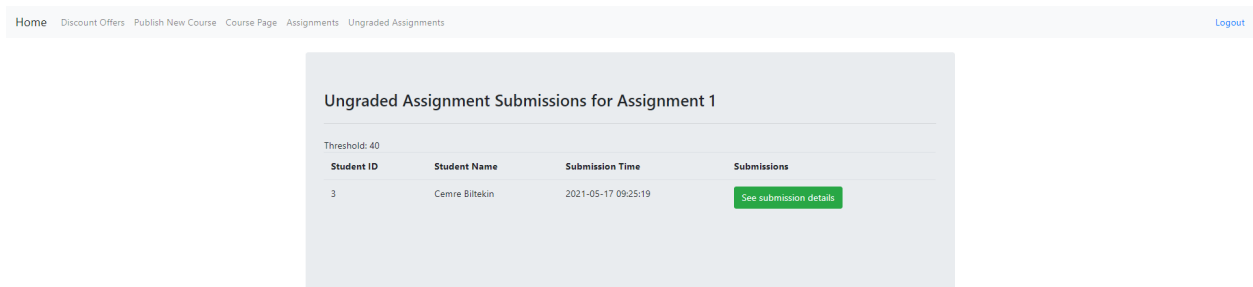 Home Discount Offers Publish New Course Course Page Assignments Ungraded Assignments Logout
Ungraded Assignment Submissions for Assignment 1
Threshold: 40
Student ID Student Name Submission Time Submissions
3 Cemre Biltekin 2021-05-17 09:25:19 See submission details